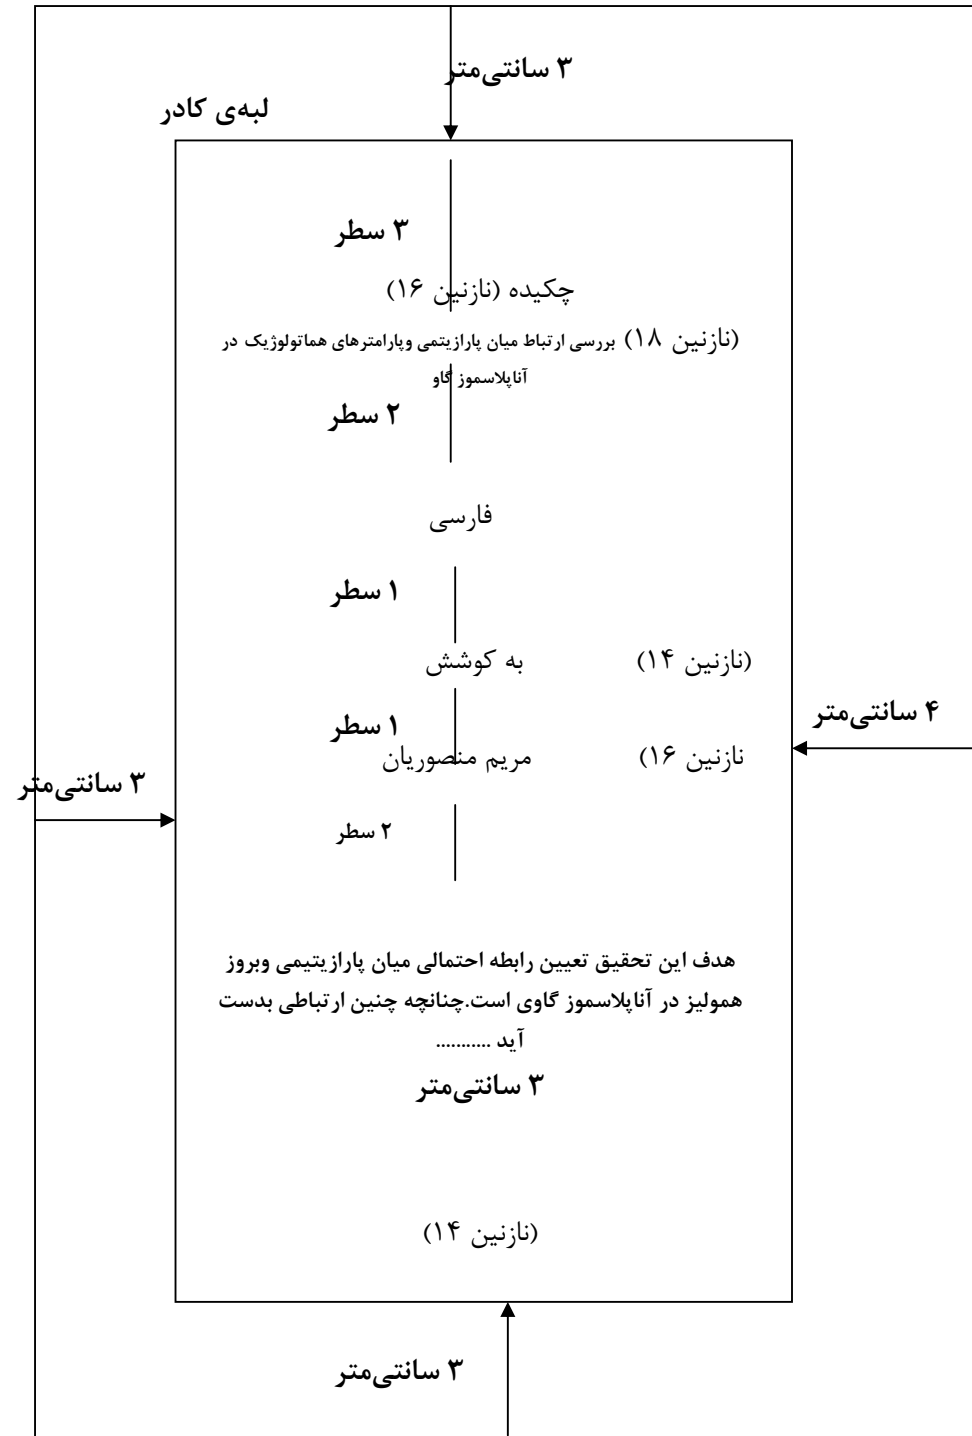 ۳ سانتی‌متر
لبه‌ی کادر
۳ سطر
چکیده (نازنین ۱۶)
(نازنین ۱۸) بررسی ارتباط میان پارازیتمی وپارامترهای هماتولوژیک در
آناپلاسموز گاو
۲ سطر
فارسی
۱ سطر
(نازنین ۱۴) به کوشش
۴ سانتی‌متر
۱ سطر
نازنین ۱۶) مریم منصوریان
۳ سانتی‌متر
۲ سطر
هدف این تحقیق تعیین رابطه احتمالی میان پارازیتیمی وبروز
همولیز در آناپلاسموز گاوی است.چنانچه چنین ارتباطی بدست
آید ...........
۳ سانتی‌متر
(نازنین ۱۴)
۳ سانتی‌متر